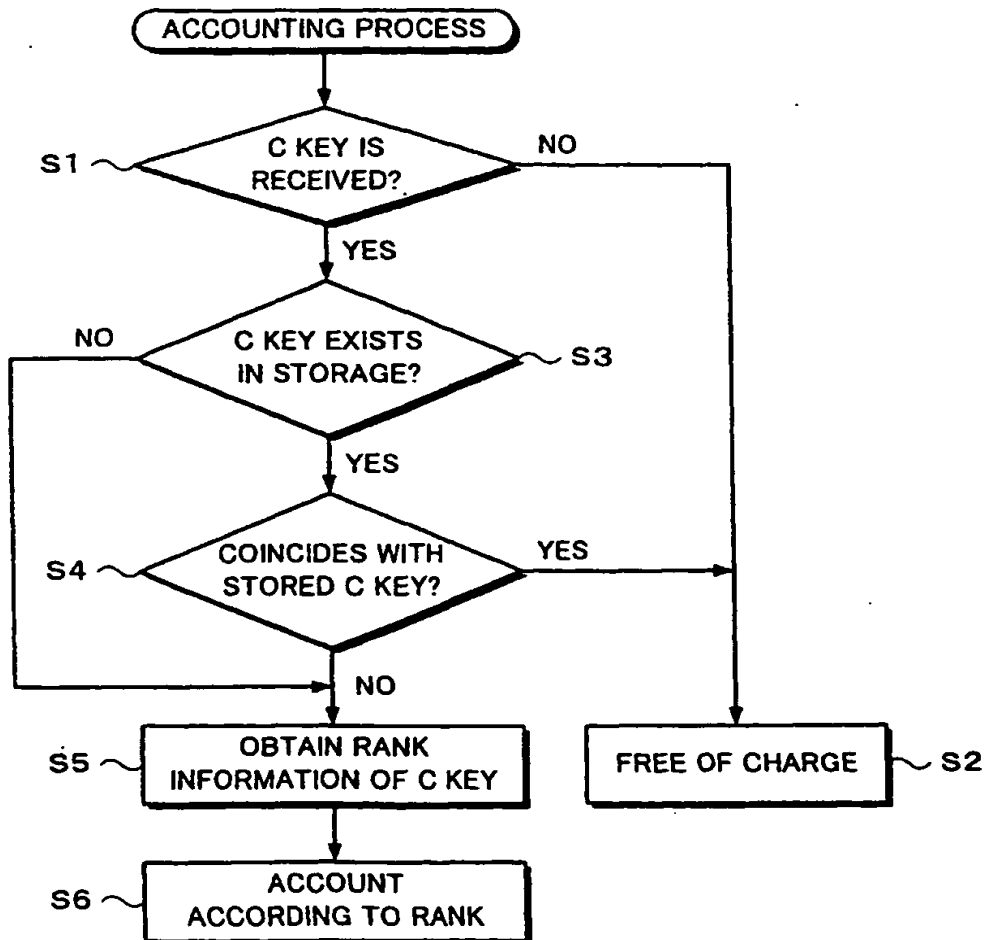 ACCOUNTING PROCESS
S1
C KEY IS
RECEIVED?
NO
YES
NO
C KEY EXISTS
IN STORAGE?
S3
YES
S4
COINCIDES WITH
STORED C KEY?
YES
NO
S5
OBTAIN RANK
INFORMATION OF C KEY
FREE OF CHARGE
S2
S6
ACCOUNT
ACCORDING TO RANK